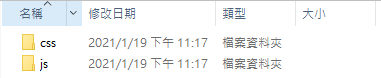 名稱 修改日期 類型 大小
css 2021/1/19 下午 11:17 檔案資料夾
js 2021/1/19 下午 11:17 檔案資料夾